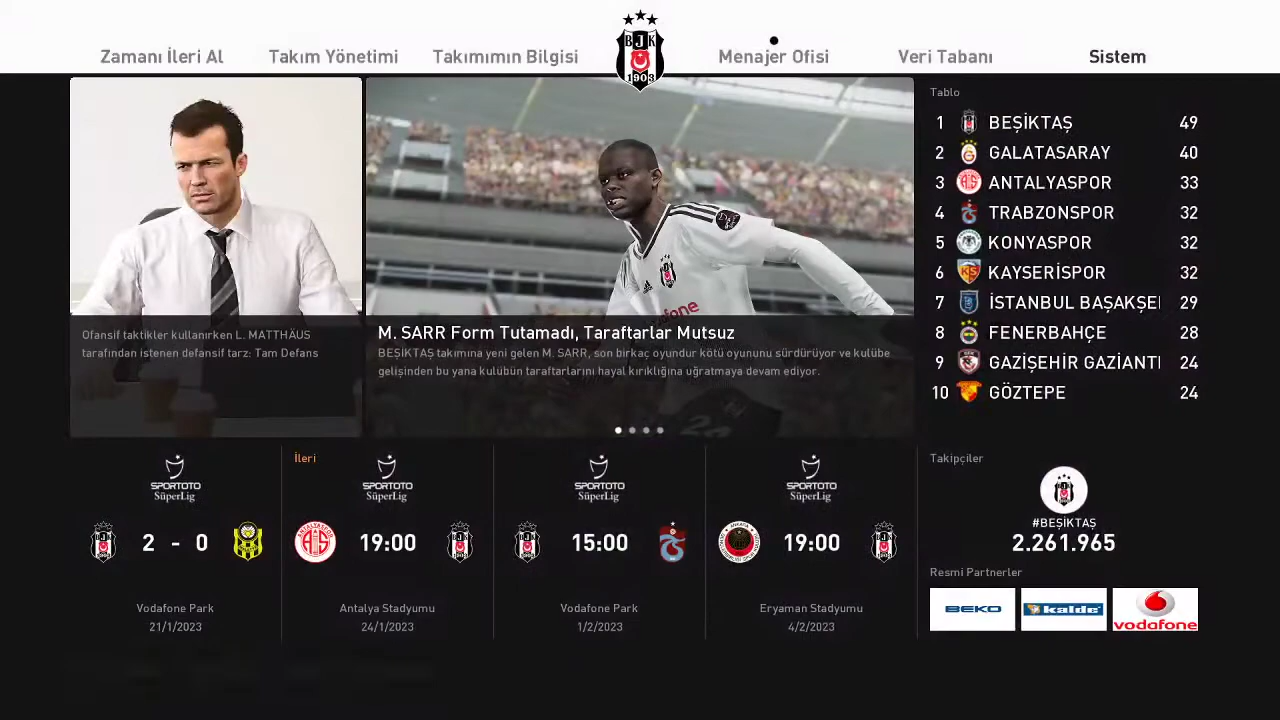 Zamanı İleri Al
Takım Yönetimi
Takımımın Bilgisi
BJK
1903
Menajer Ofisi
Veri Tabanı
Sistem
Ofansif taktikler kullanırken L. MATTHÄUS
tarafından istenen defansif tarz: Tam Defans
M. SARR Form Tutamadı, Taraftarlar Mutsuz
BEŞİKTAŞ takımına yeni gelen M. SARR, son birkaç oyundur kötü oyununu sürdürüyor ve kulübe
gelişinden bu yana kulübün taraftarlarını hayal kırıklığına uğratmaya devam ediyor.
Tablo
1 BEŞİKTAŞ 49
2 GALATASARAY 40
3 ANTALYASPOR 33
4 TRABZONSPOR 32
5 KONYASPOR 32
6 KAYSERİSPOR 32
7 İSTANBUL BAŞAKŞE 29
8 FENERBAHÇE 28
9 GAZİŞEHİR GAZİANT 24
10 GÖZTEPE 24
SPORTOTO
SüperLig
2 - 0
Vodafone Park
21/1/2023
İleri
SPORTOTO
SüperLig
19:00
Antalya Stadyumu
24/1/2023
SPORTOTO
SüperLig
15:00
Vodafone Park
1/2/2023
SPORTOTO
SüperLig
19:00
Eryaman Stadyumu
4/2/2023
Takipçiler
#BEŞİKTAŞ
2.261.965
Resmi Partnerler
BEKO
kalde
vodafone